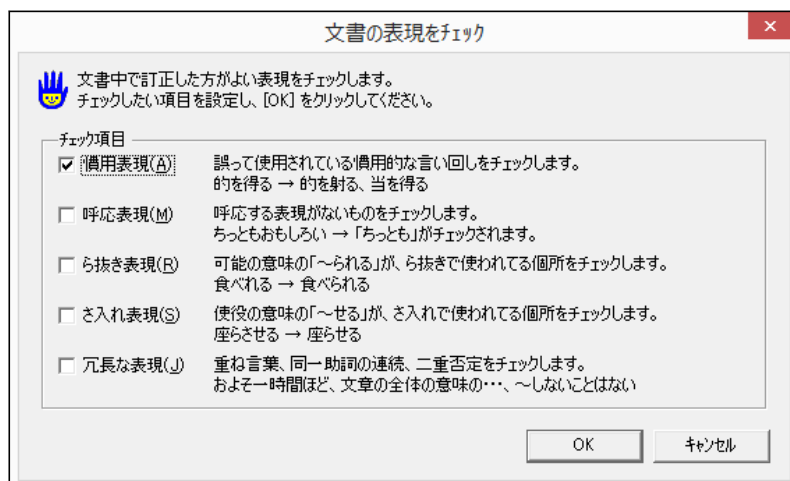 文書の表現をﾁｪｯｸ
文書中で訂正した方がよい表現をチェックします。
チェックしたい項目を設定し、[OK] をクリックしてください。
チェック項目
慣用表現(A) 誤って使用されている慣用的な言い回しをチェックします。
的を得る → 的を射る、当を得る
呼応表現(M) 呼応する表現がないものをチェックします。
ちっともおもしろい → 「ちっとも」がチェックされます。
ら抜き表現(R) 可能の意味の「～られる」が、ら抜きで使われてる個所をチェックします。
食べれる → 食べられる
さ入れ表現(S) 使役の意味の「～せる」が、さ入れで使われてる個所をチェックします。
座らさせる → 座らせる
冗長な表現(J) 重ね言葉、同一助詞の連続、二重否定をチェックします。
およそ一時間ほど、文章の全体の意味の・・・、～しないことはない
OK ｷｬﾝｾﾙ